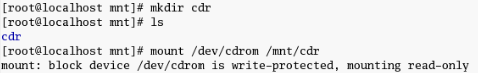 [root@localhost mnt]# mkdir cdr
[root@localhost mnt]# ls
cdr
[root@localhost mnt]# mount /dev/cdrom /mnt/cdr
mount: block device /dev/cdrom is write-protected, mounting read-only